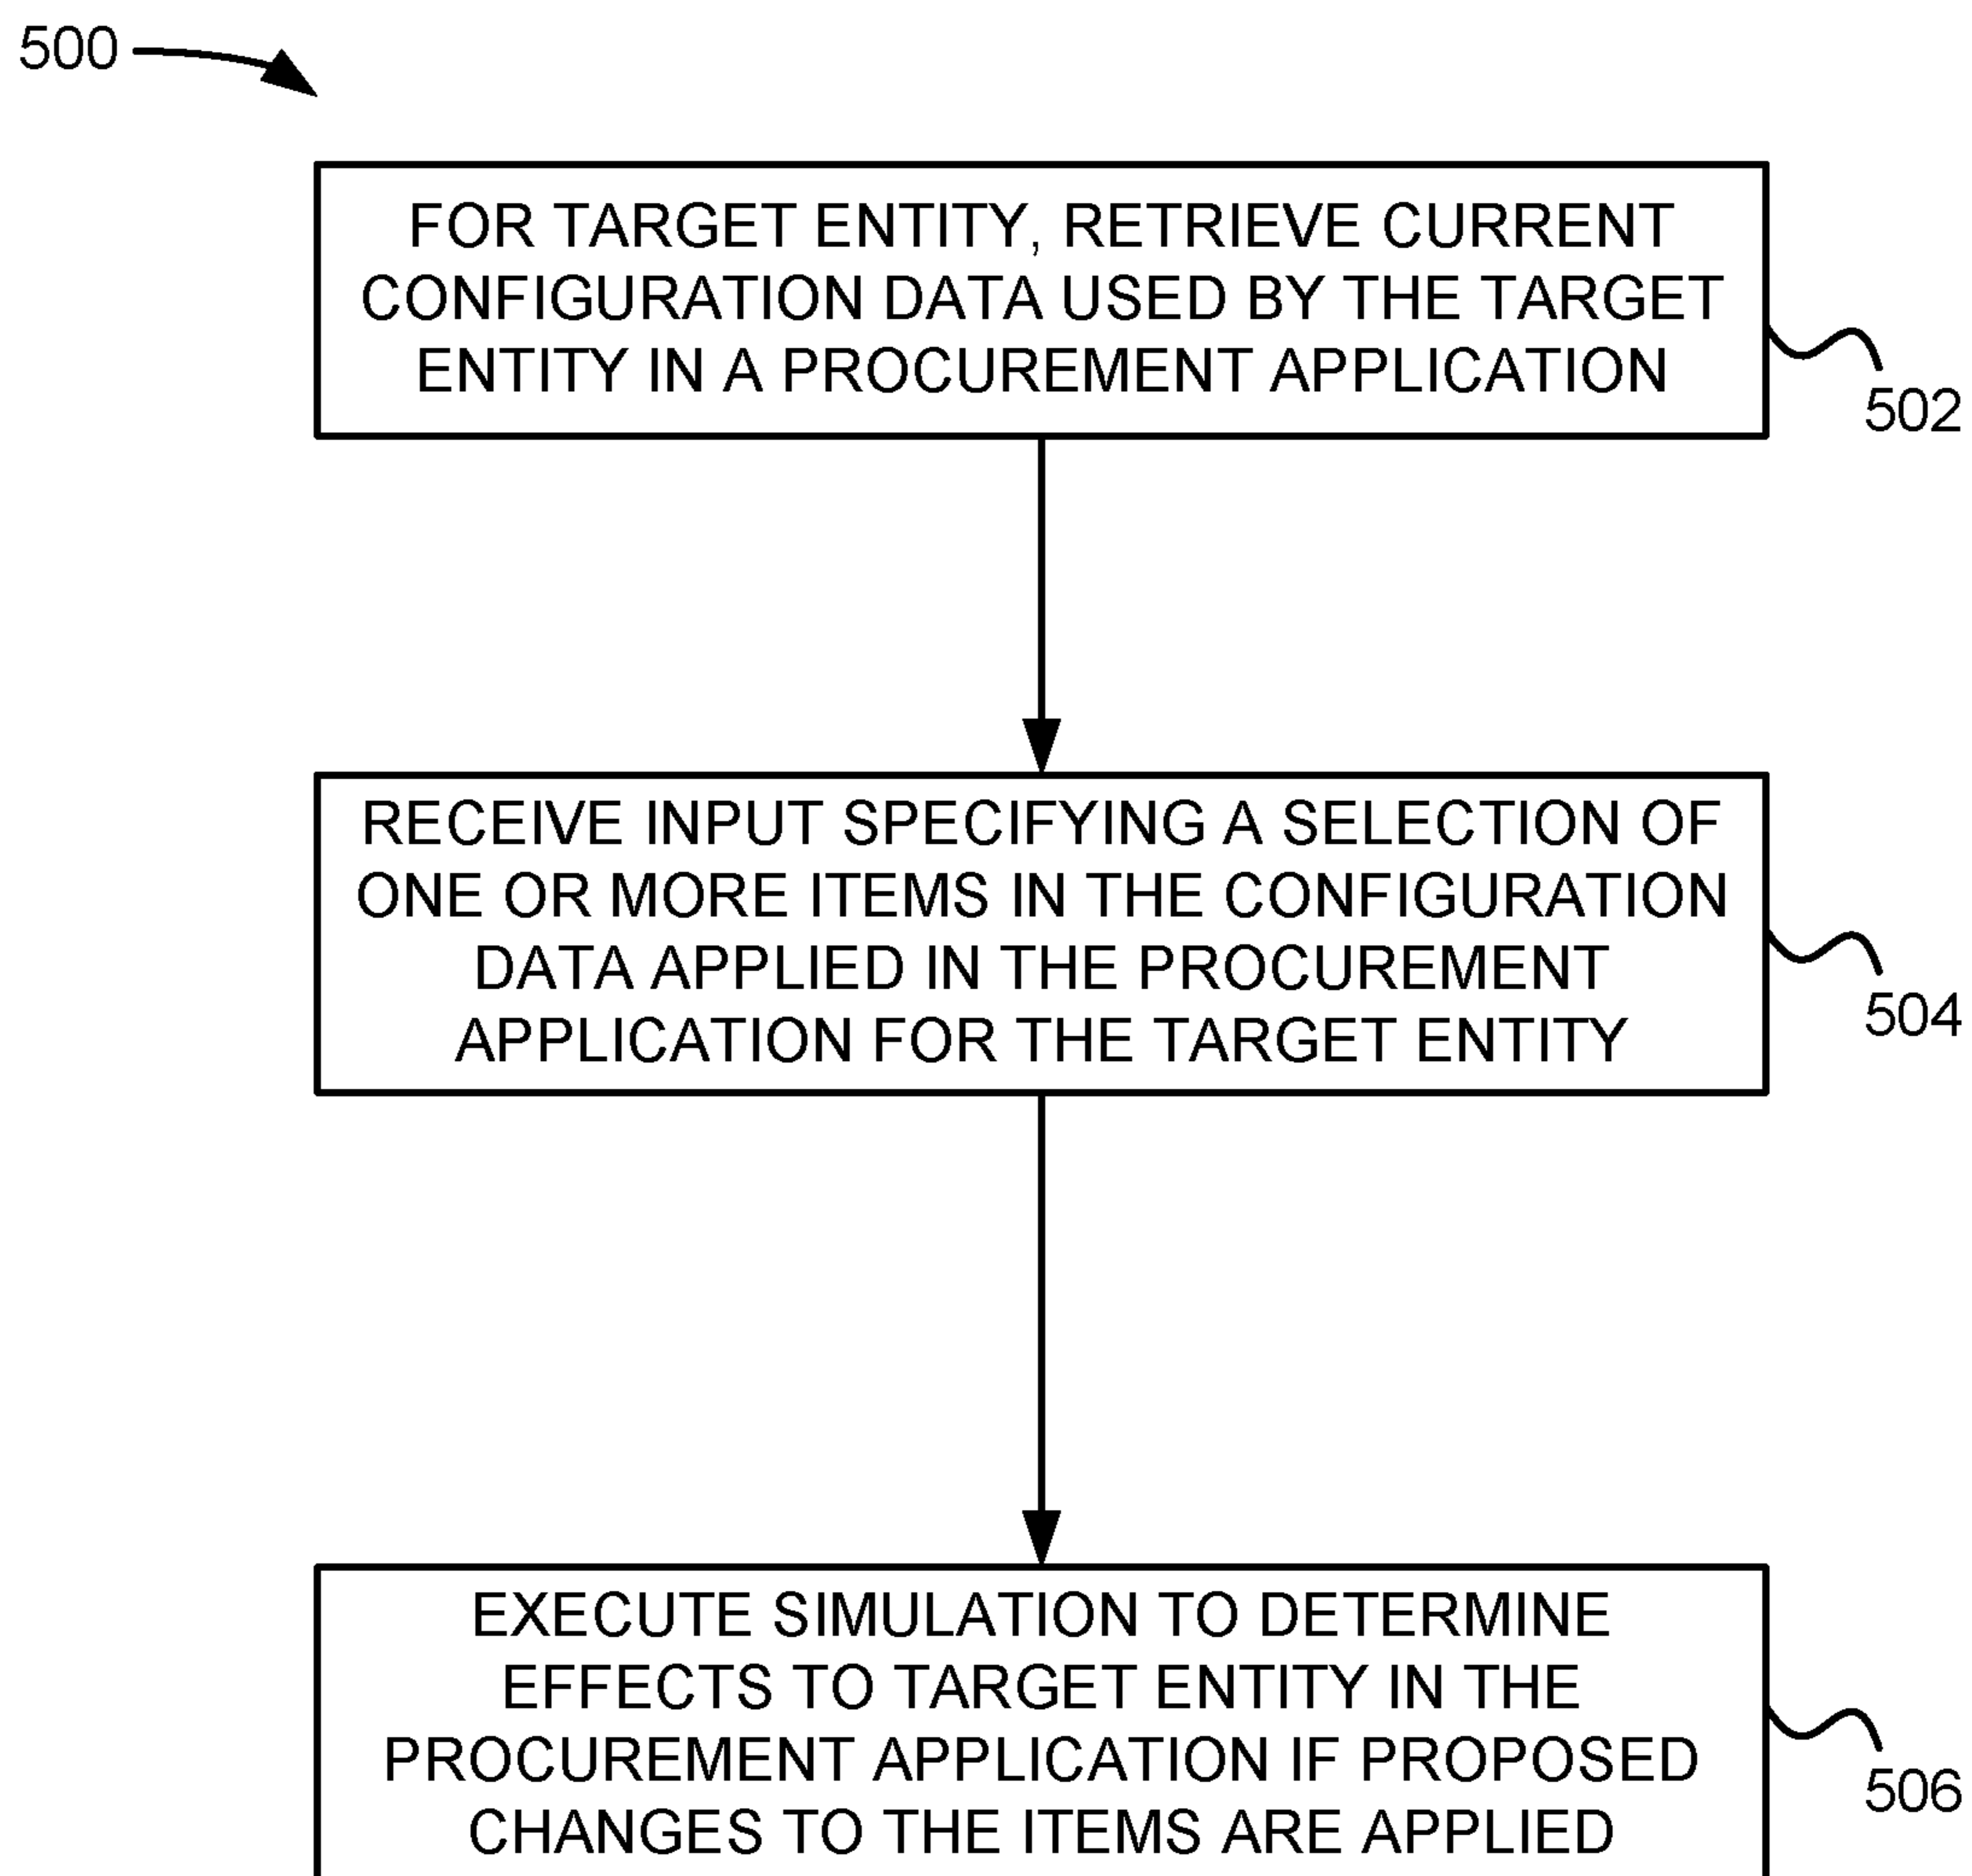 500
FOR TARGET ENTITY, RETRIEVE CURRENT
CONFIGURATION DATA USED BY THE TARGET
ENTITY IN A PROCUREMENT APPLICATION
502
RECEIVE INPUT SPECIFYING A SELECTION OF
ONE OR MORE ITEMS IN THE CONFIGURATION
DATA APPLIED IN THE PROCUREMENT
APPLICATION FOR THE TARGET ENTITY
504
EXECUTE SIMULATION TO DETERMINE
EFFECTS TO TARGET ENTITY IN THE
PROCUREMENT APPLICATION IF PROPOSED
CHANGES TO THE ITEMS ARE APPLIED
506